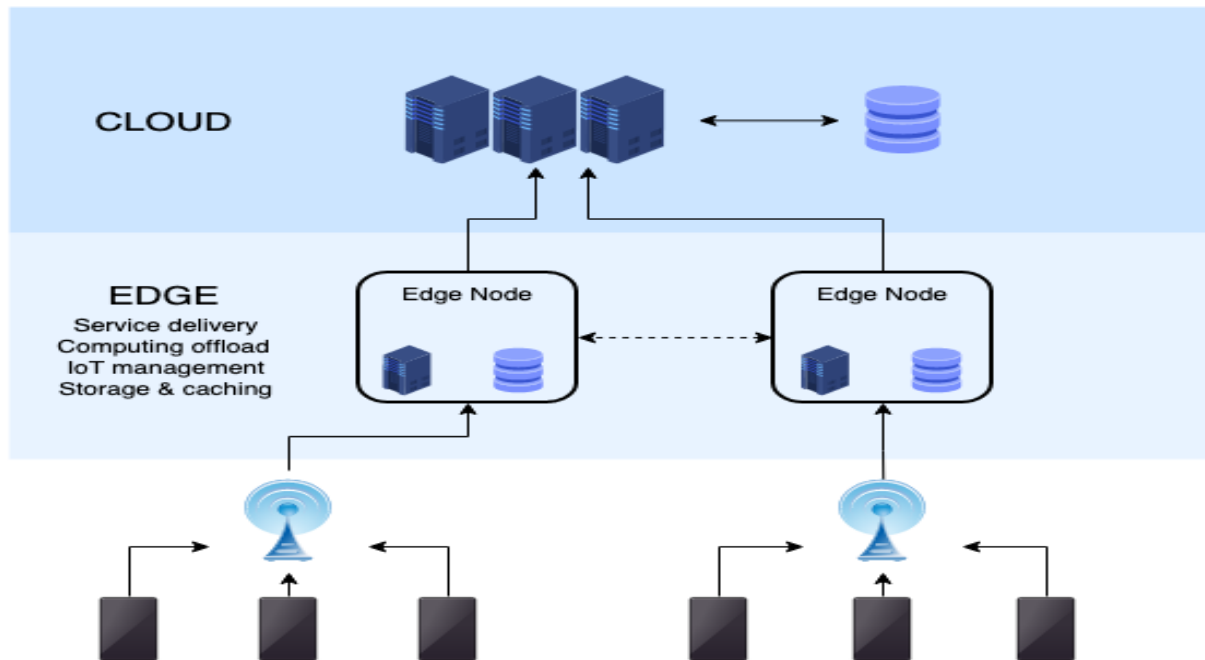 CLOUD
EDGE
Service delivery
Computing offload
IoT management
Storage & caching
Edge Node
Edge Node